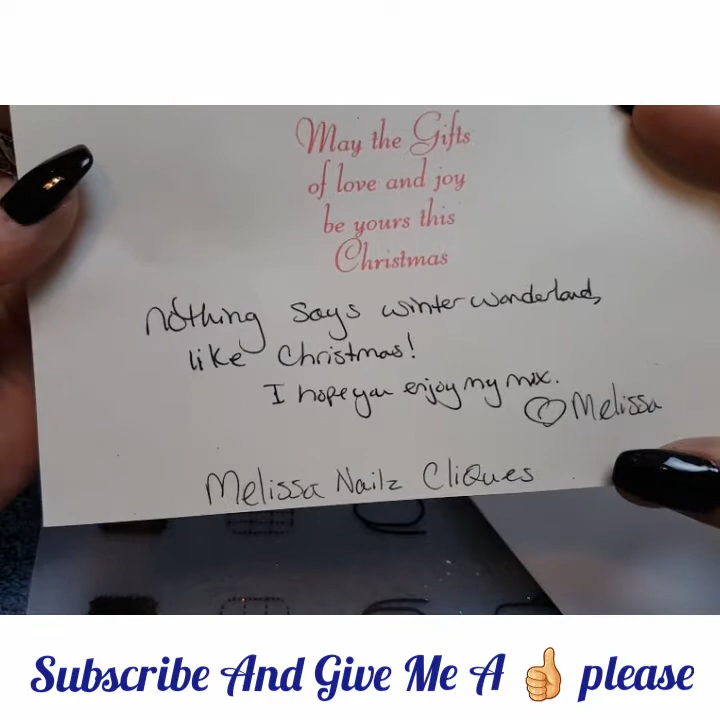 May the Gifts
of love and joy
be yours this
Christmas
nothing says winter wonderland,
like Christmas!
I hope you enjoy my mix.
♡ Melissa
Melissa Nailz Cliques
Subscribe And Give Me A 👍 please